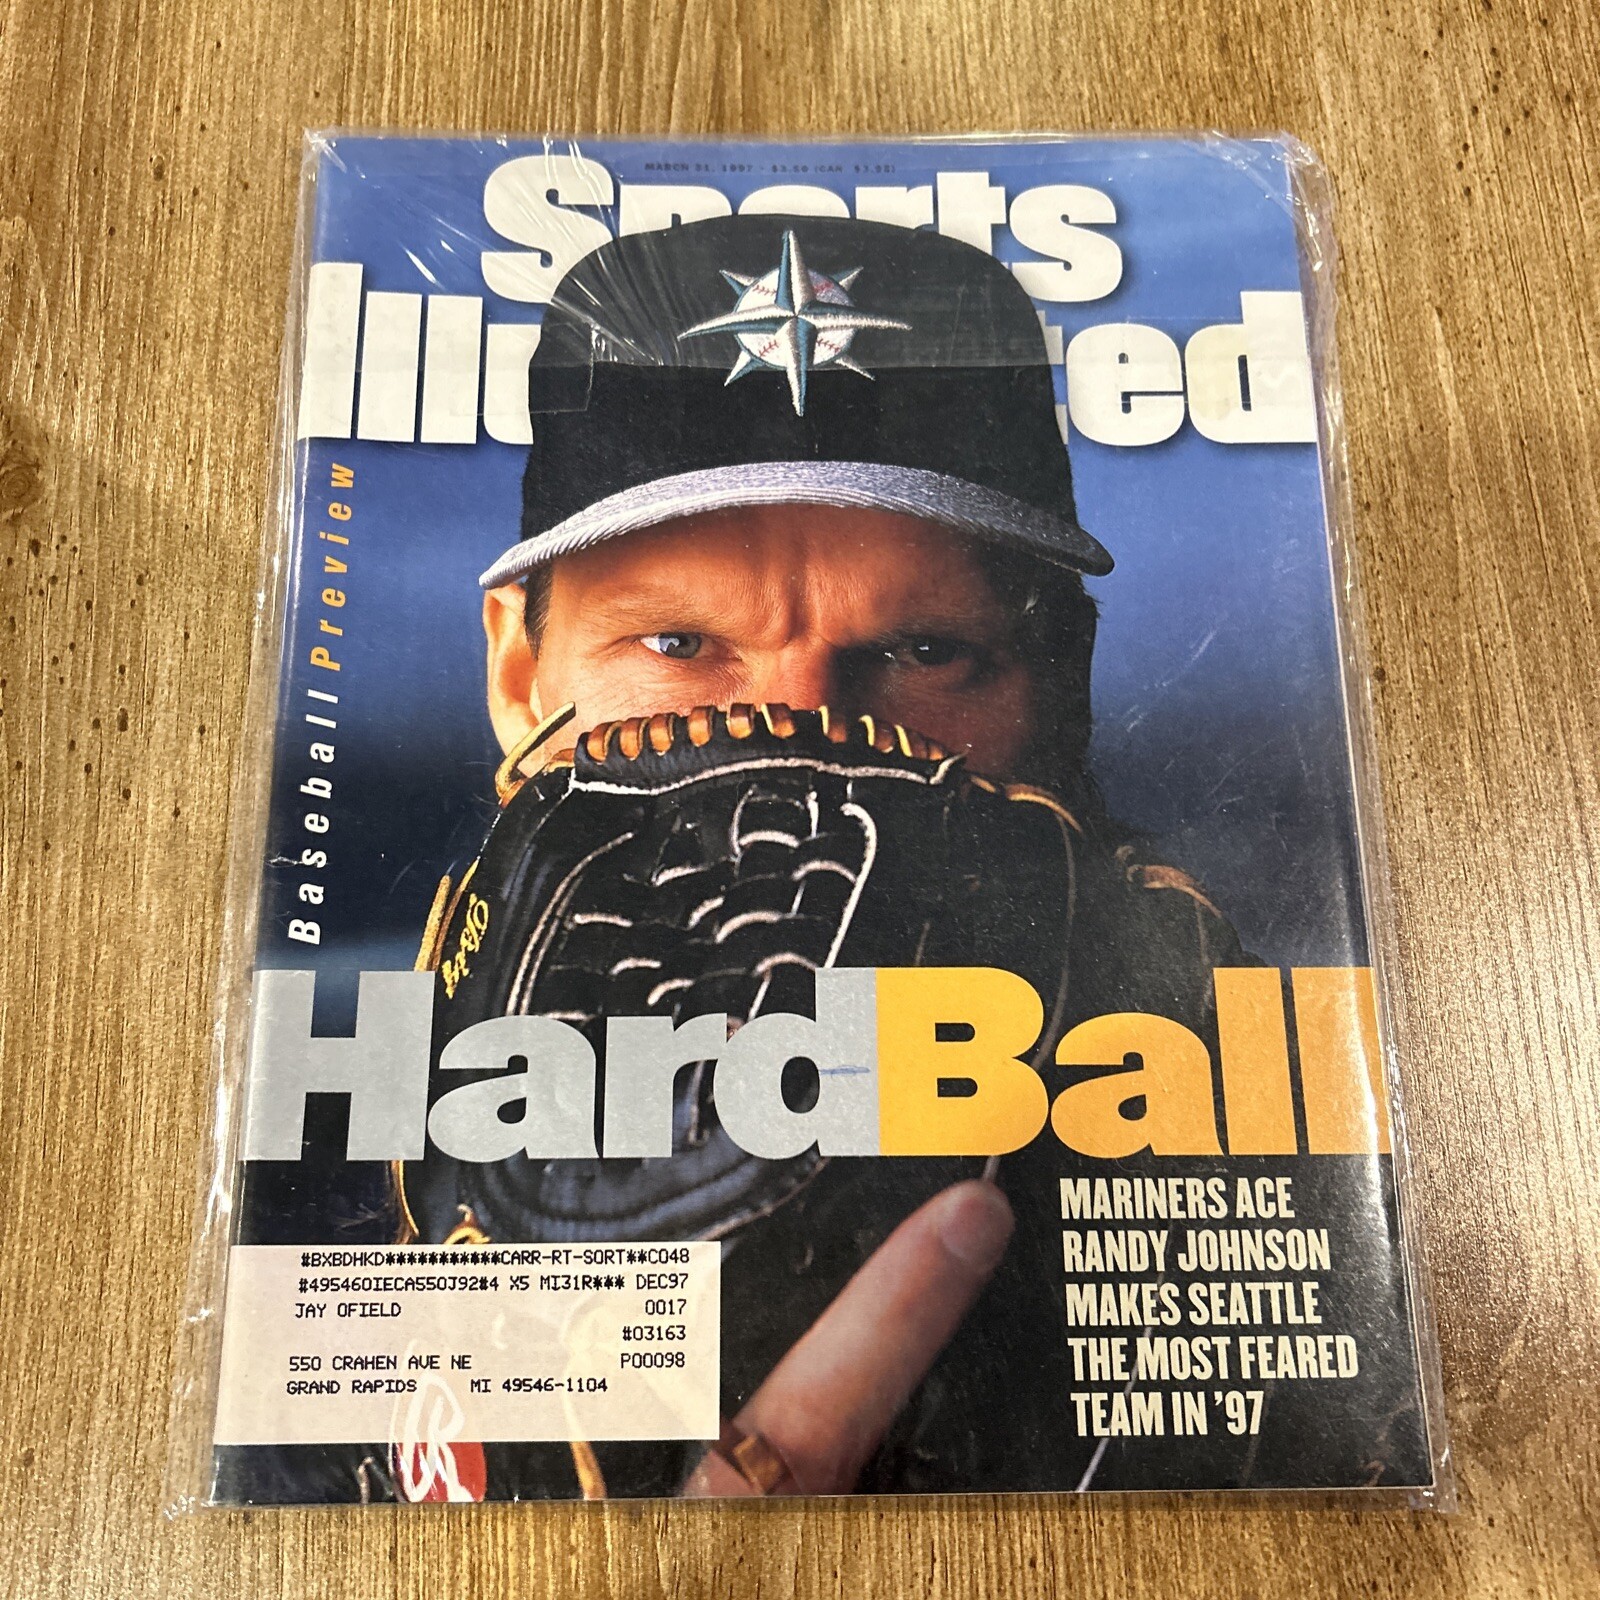 MARCH 31, 1997 · $3.50 (CAN $3.95)
Sports
Illustrated
Baseball Preview
HardBall
MARINERS ACE
RANDY JOHNSON
MAKES SEATTLE
THE MOST FEARED
TEAM IN '97
#BXBDHKD***********CARR-RT-SORT**C048
#49546OIECA550J92#4 X5 MI31R*** DEC97
JAY OFIELD 0017
#03163
550 CRAHEN AVE NE P00098
GRAND RAPIDS MI 49546-1104